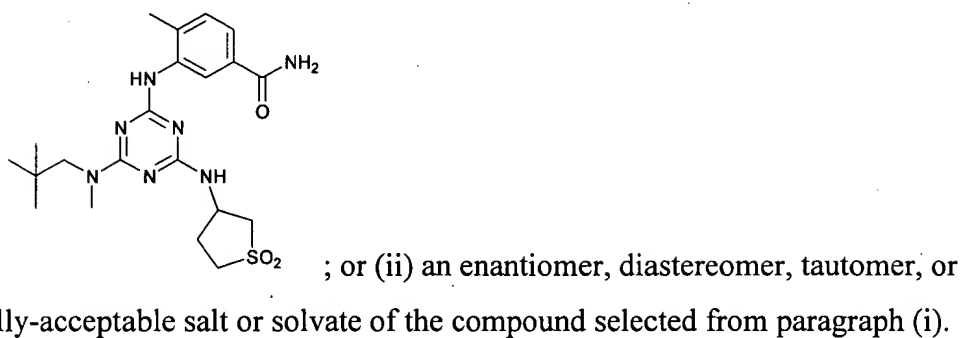 NH₂
HN
O
N
N
N
N
NH
SO₂
; or (ii) an enantiomer, diastereomer, tautomer, or
lly-acceptable salt or solvate of the compound selected from paragraph (i).